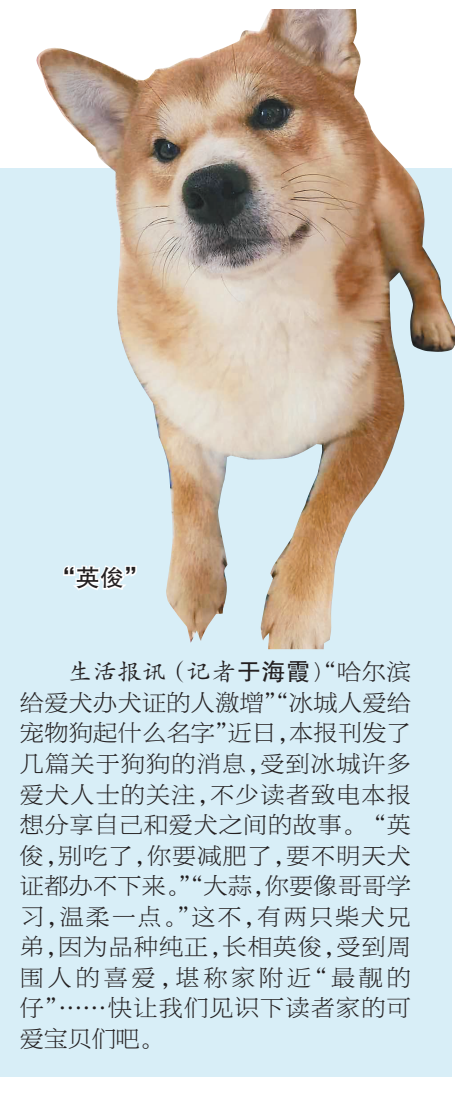 “英俊”
生活报讯（记者于海霞）“哈尔滨
给爱犬办犬证的人激增”“冰城人爱给
宠物狗起什么名字”近日，本报刊发了
几篇关于狗狗的消息，受到冰城许多
爱犬人士的关注，不少读者致电本报
想分享自己和爱犬之间的故事。“英
俊，别吃了，你要减肥了，要不明天犬
证都办不下来。”“大蒜，你要像哥哥学
习，温柔一点。”这不，有两只柴犬兄
弟，因为品种纯正，长相英俊，受到周
围人的喜爱，堪称家附近“最靓的
仔”……快让我们见识下读者家的可
爱宝贝们吧。